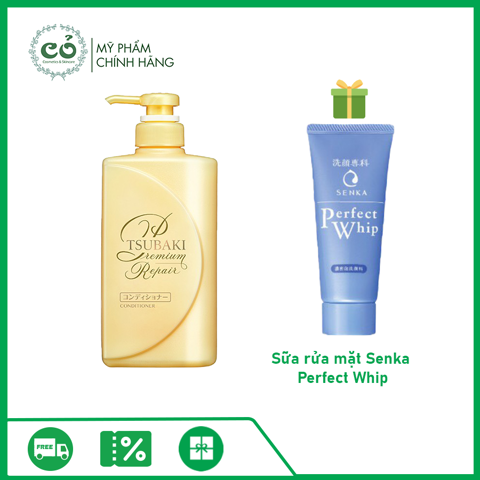 CỎ
Cosmetics & Skincare
MỸ PHẨM
CHÍNH HÃNG
TSUBAKI
Premium
Repair
コンディショナー
CONDITIONER
洗顔専科
SENKA
Perfect
Whip
Sữa rửa mặt Senka
Perfect Whip
FREE
%